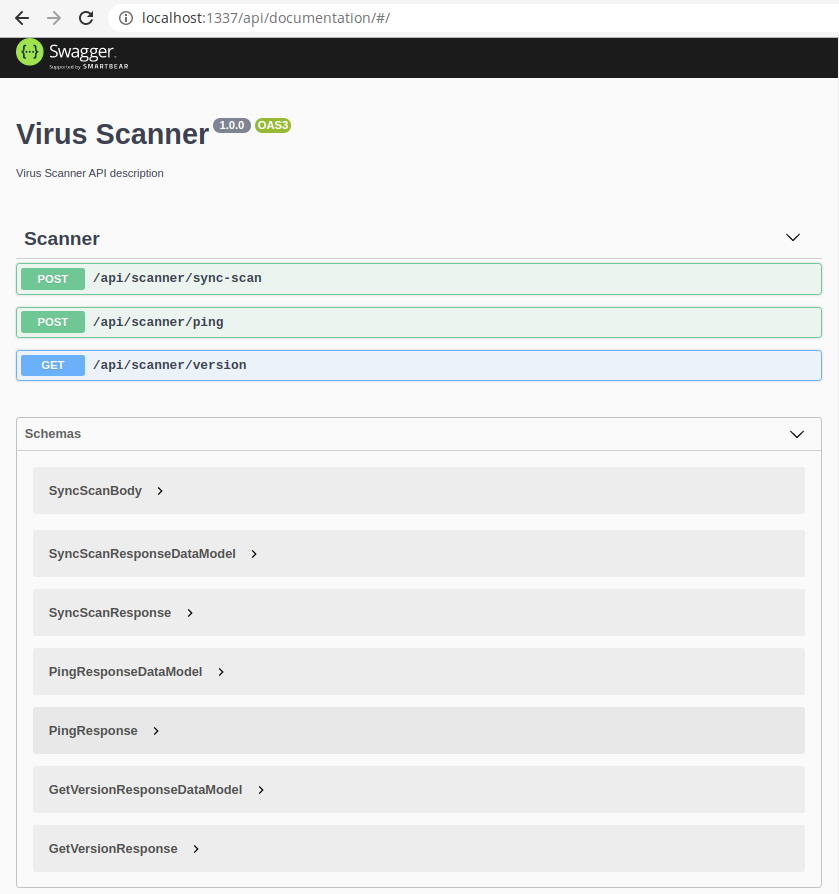 localhost:1337/api/documentation/#/
{···} Swagger.
Supported by SMARTBEAR
Virus Scanner 1.0.0 OAS3
Virus Scanner API description
Scanner
POST /api/scanner/sync-scan
POST /api/scanner/ping
GET /api/scanner/version
Schemas
SyncScanBody
SyncScanResponseDataModel
SyncScanResponse
PingResponseDataModel
PingResponse
GetVersionResponseDataModel
GetVersionResponse